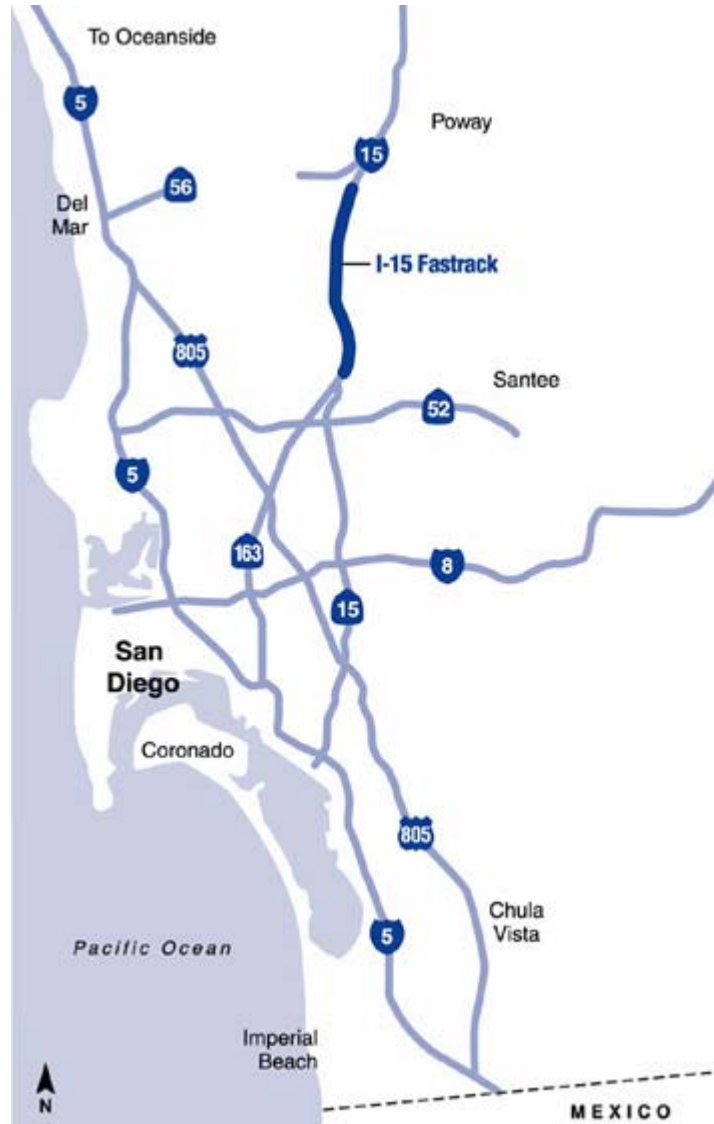 To Oceanside
5
Poway
15
56
Del
Mar
I-15 Fastrack
805
Santee
52
5
163
8
15
San
Diego
Coronado
805
Chula
Vista
5
Pacific Ocean
Imperial
Beach
N
MEXICO